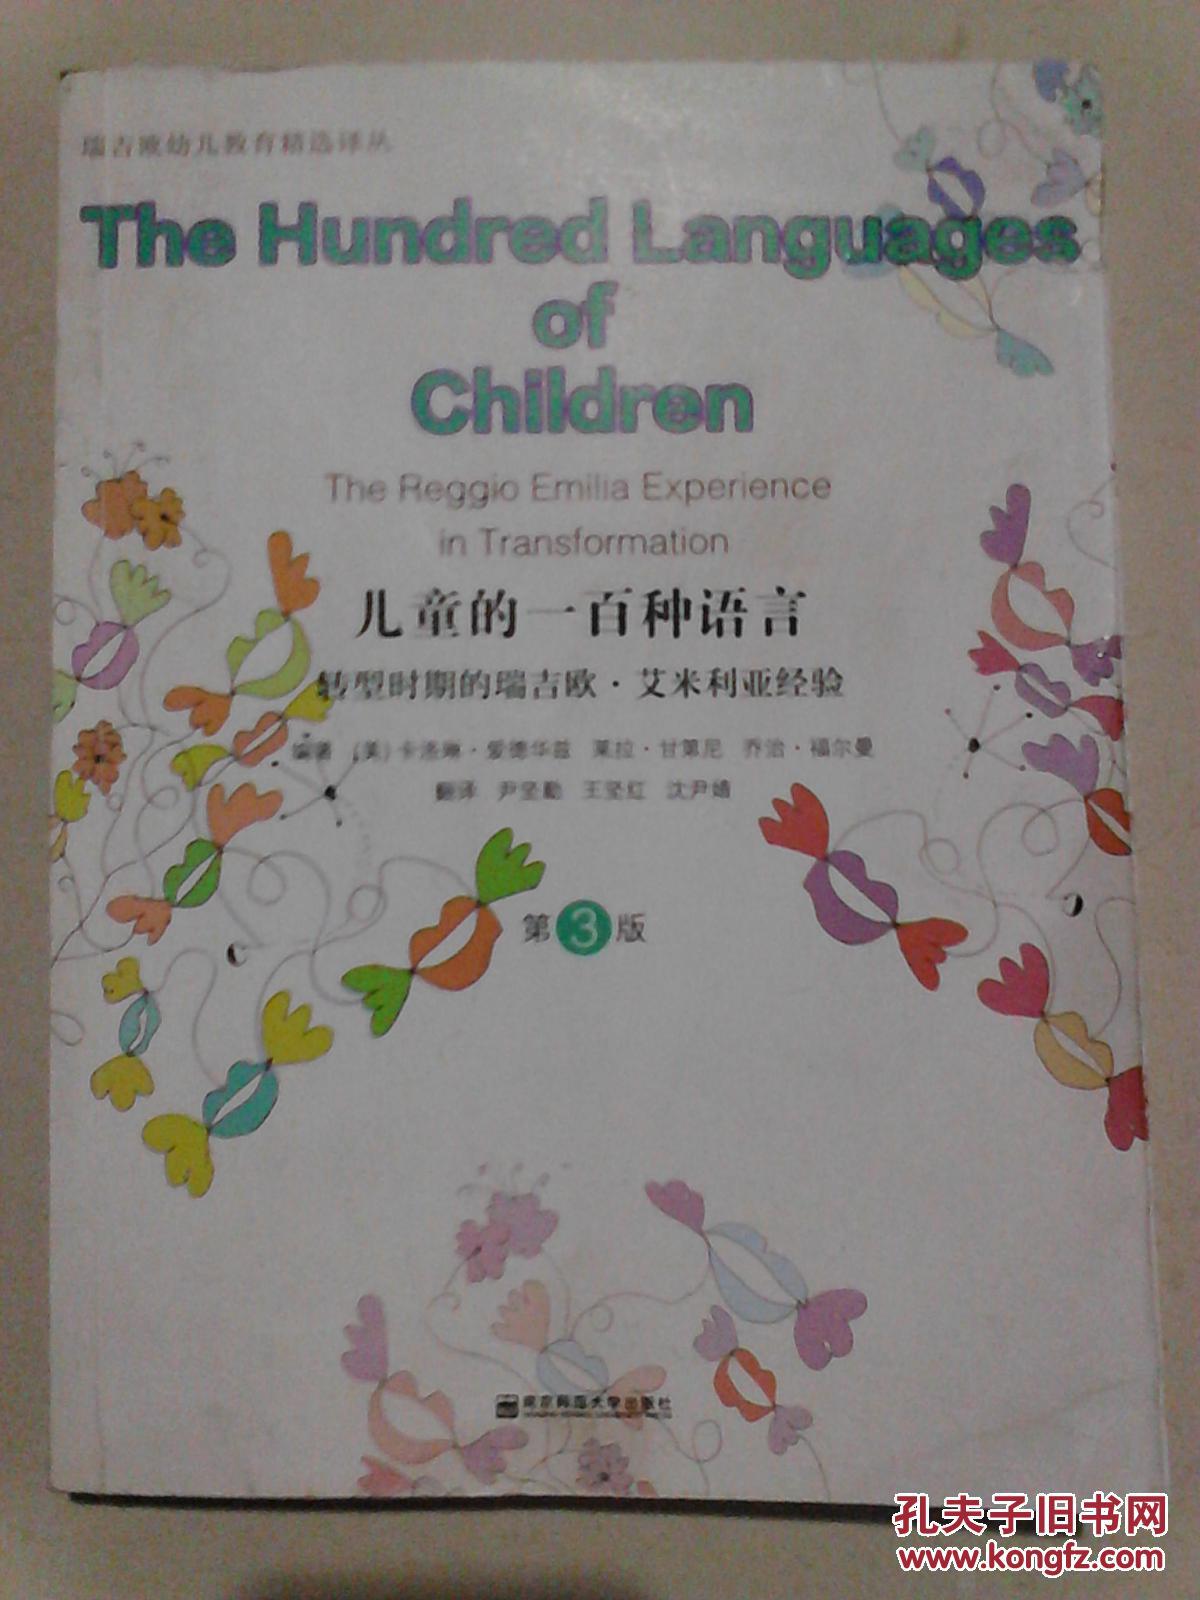 瑞吉欧幼儿教育精选译丛
The Hundred Languages
of
Children
The Reggio Emilia Experience
in Transformation
儿童的一百种语言
转型时期的瑞吉欧·艾米利亚经验
编著 (美)卡洛琳·爱德华兹 莱拉·甘第尼 乔治·福尔曼
翻译 尹坚勤 王坚红 沈尹婧
第3版
南京师范大学出版社
孔夫子旧书网
www.kongfz.com